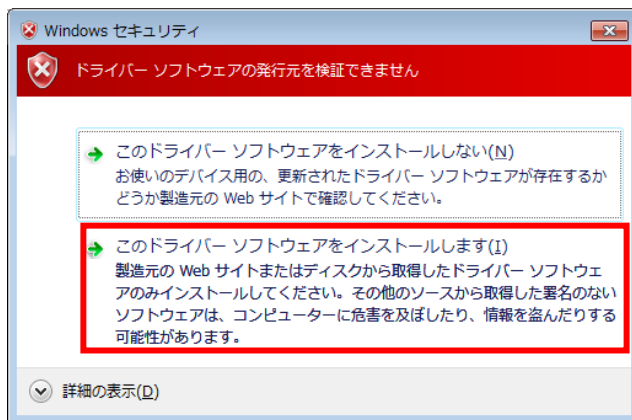 Windows セキュリティ
ドライバー ソフトウェアの発行元を検証できません
このドライバー ソフトウェアをインストールしない(N)
お使いのデバイス用の、更新されたドライバー ソフトウェアが存在するか
どうか製造元の Web サイトで確認してください。
このドライバー ソフトウェアをインストールします(I)
製造元の Web サイトまたはディスクから取得したドライバー ソフトウェ
アのみインストールしてください。その他のソースから取得した署名のない
ソフトウェアは、コンピューターに危害を及ぼしたり、情報を盗んだりする
可能性があります。
詳細の表示(D)